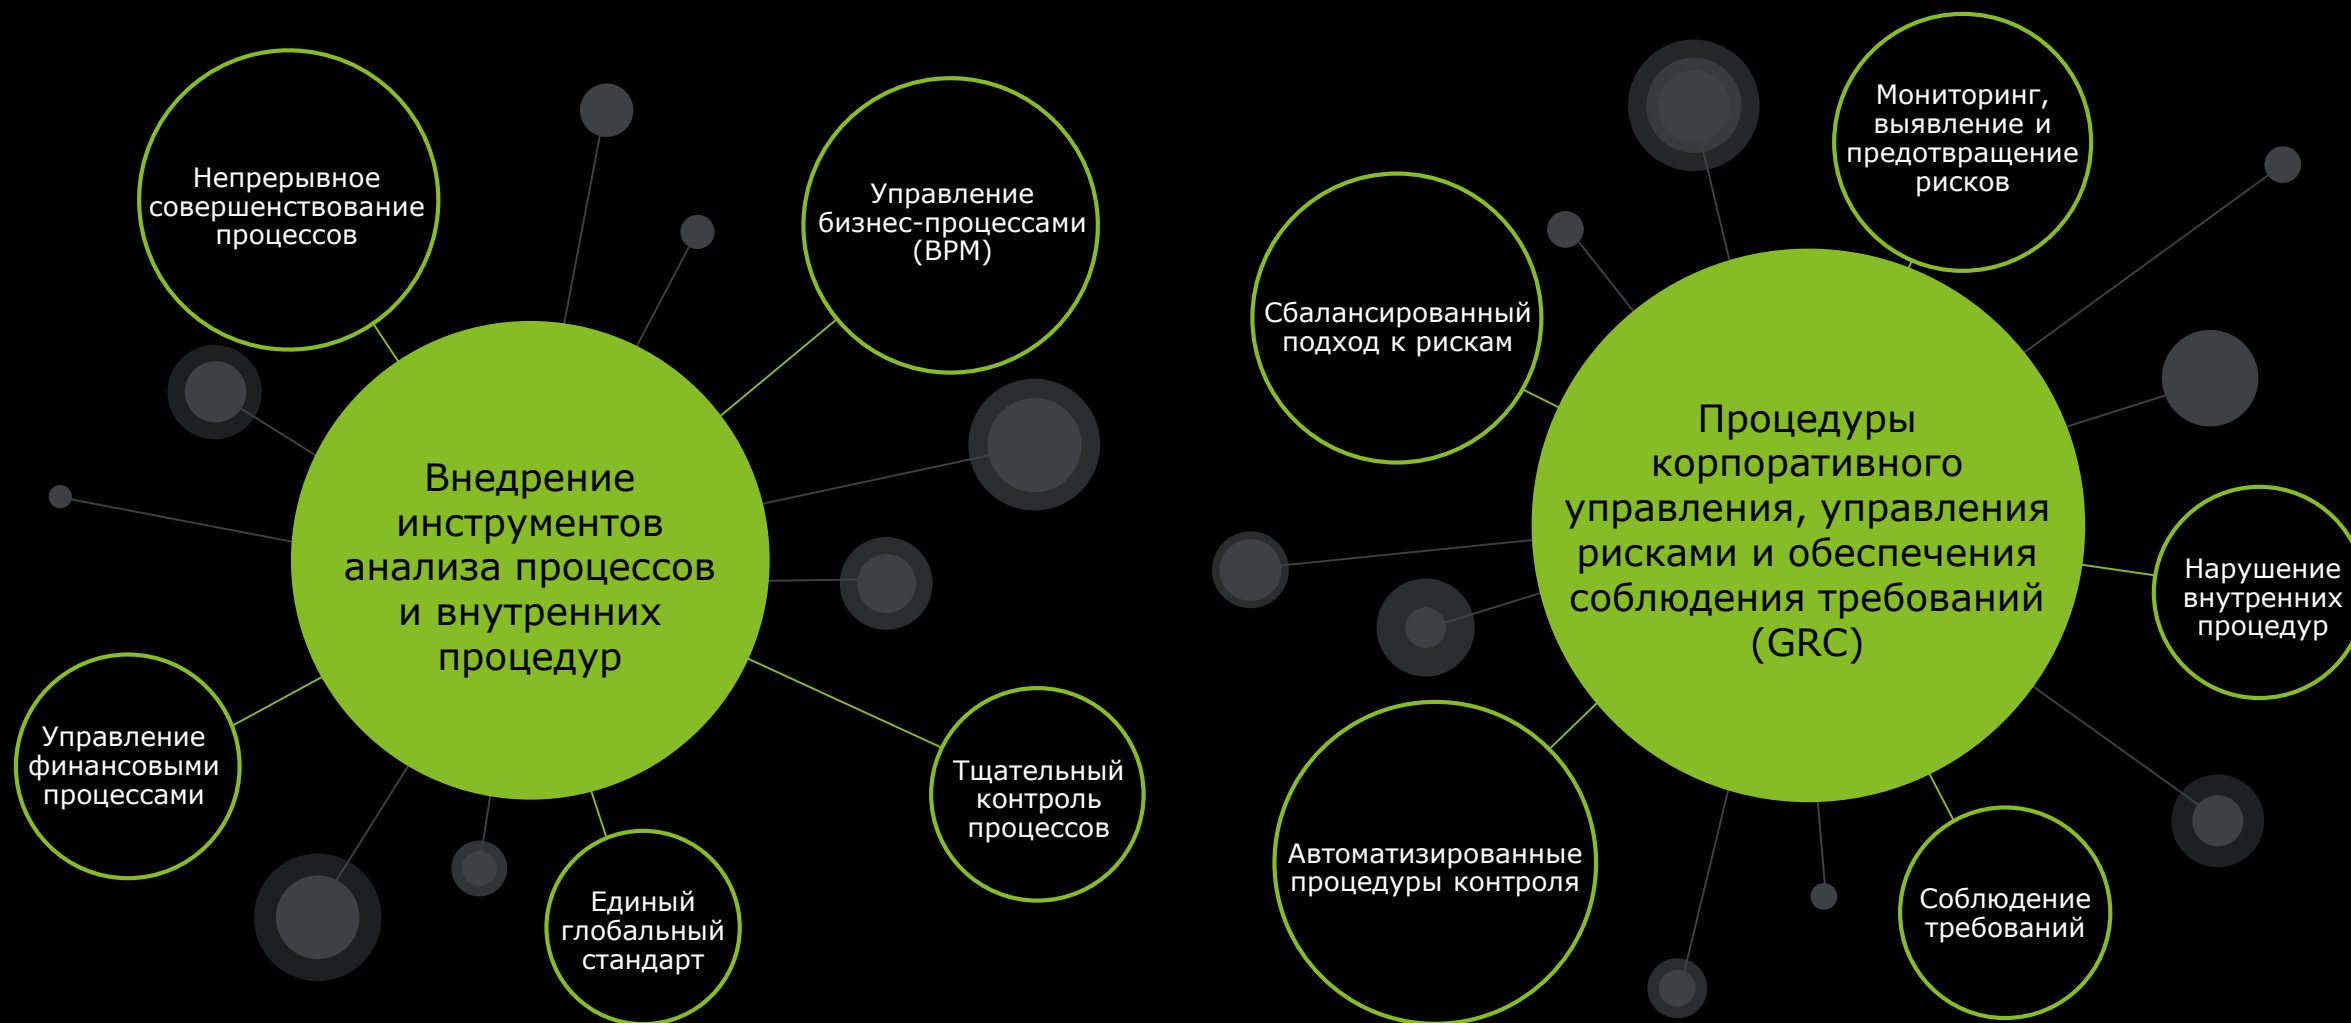 Непрерывное
совершенствование
процессов
Управление
бизнес-процессами
(BPM)
Внедрение
инструментов
анализа процессов
и внутренних
процедур
Управление
финансовыми
процессами
Тщательный
контроль
процессов
Единый
глобальный
стандарт
Мониторинг,
выявление и
предотвращение
рисков
Сбалансированный
подход к рискам
Процедуры
корпоративного
управления, управления
рисками и обеспечения
соблюдения требований
(GRC)
Нарушение
внутренних
процедур
Автоматизированные
процедуры контроля
Соблюдение
требований